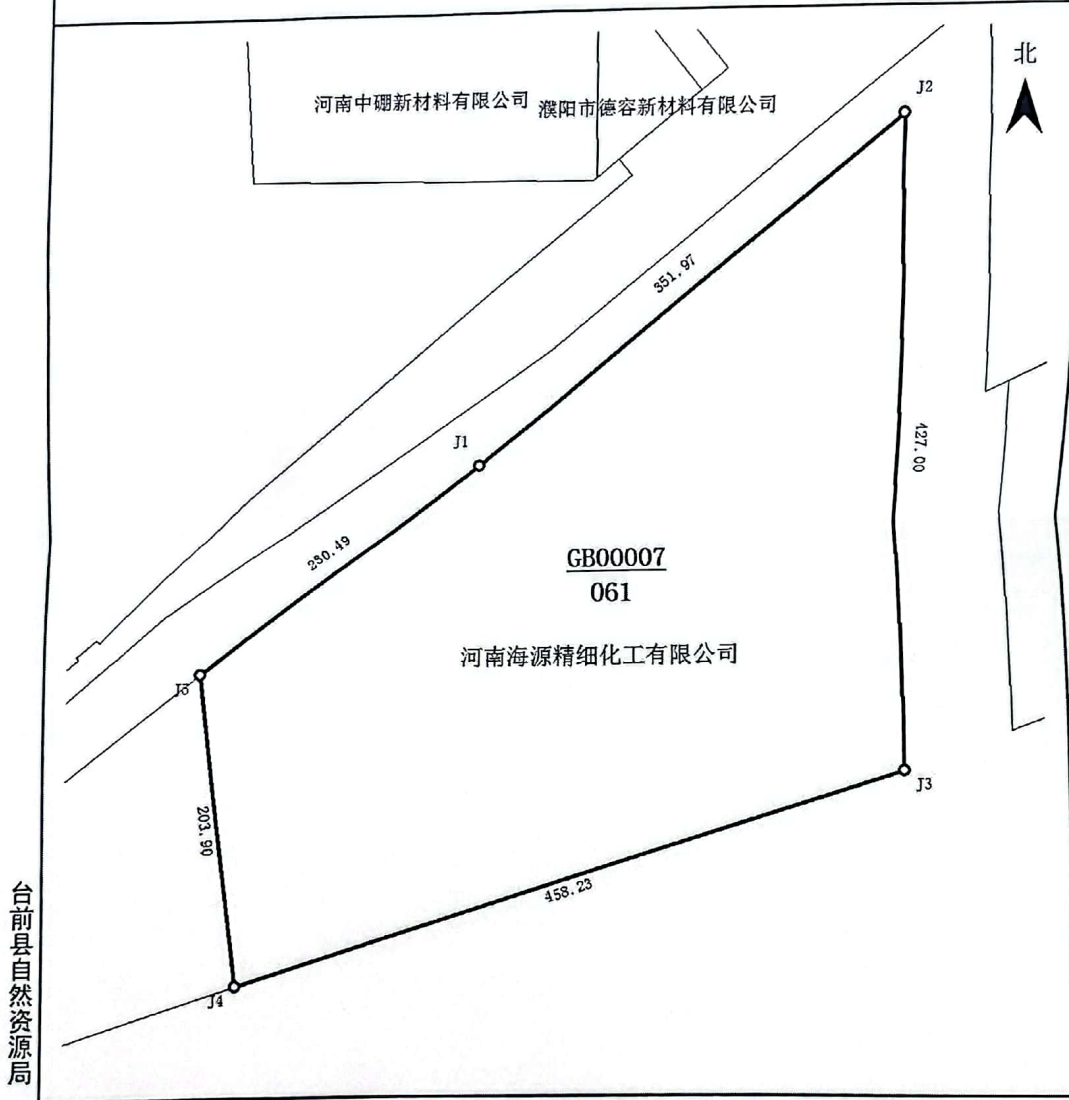 北
河南中硼新材料有限公司
濮阳市德容新材料有限公司
J2
351.97
J1
427.00
230.49
GB00007
061
河南海源精细化工有限公司
J5
J3
203.90
458.23
J4
台前县自然资源局